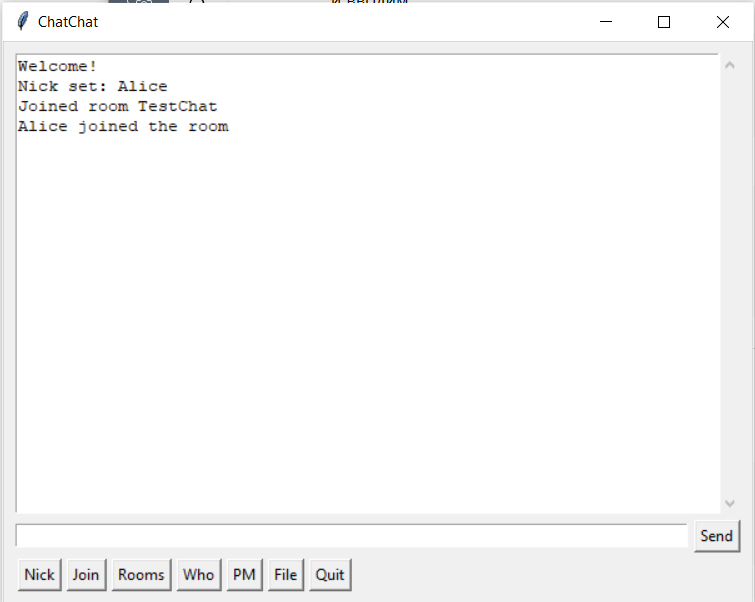 ChatChat
Welcome!
Nick set: Alice
Joined room TestChat
Alice joined the room
Send
Nick Join Rooms Who PM File Quit